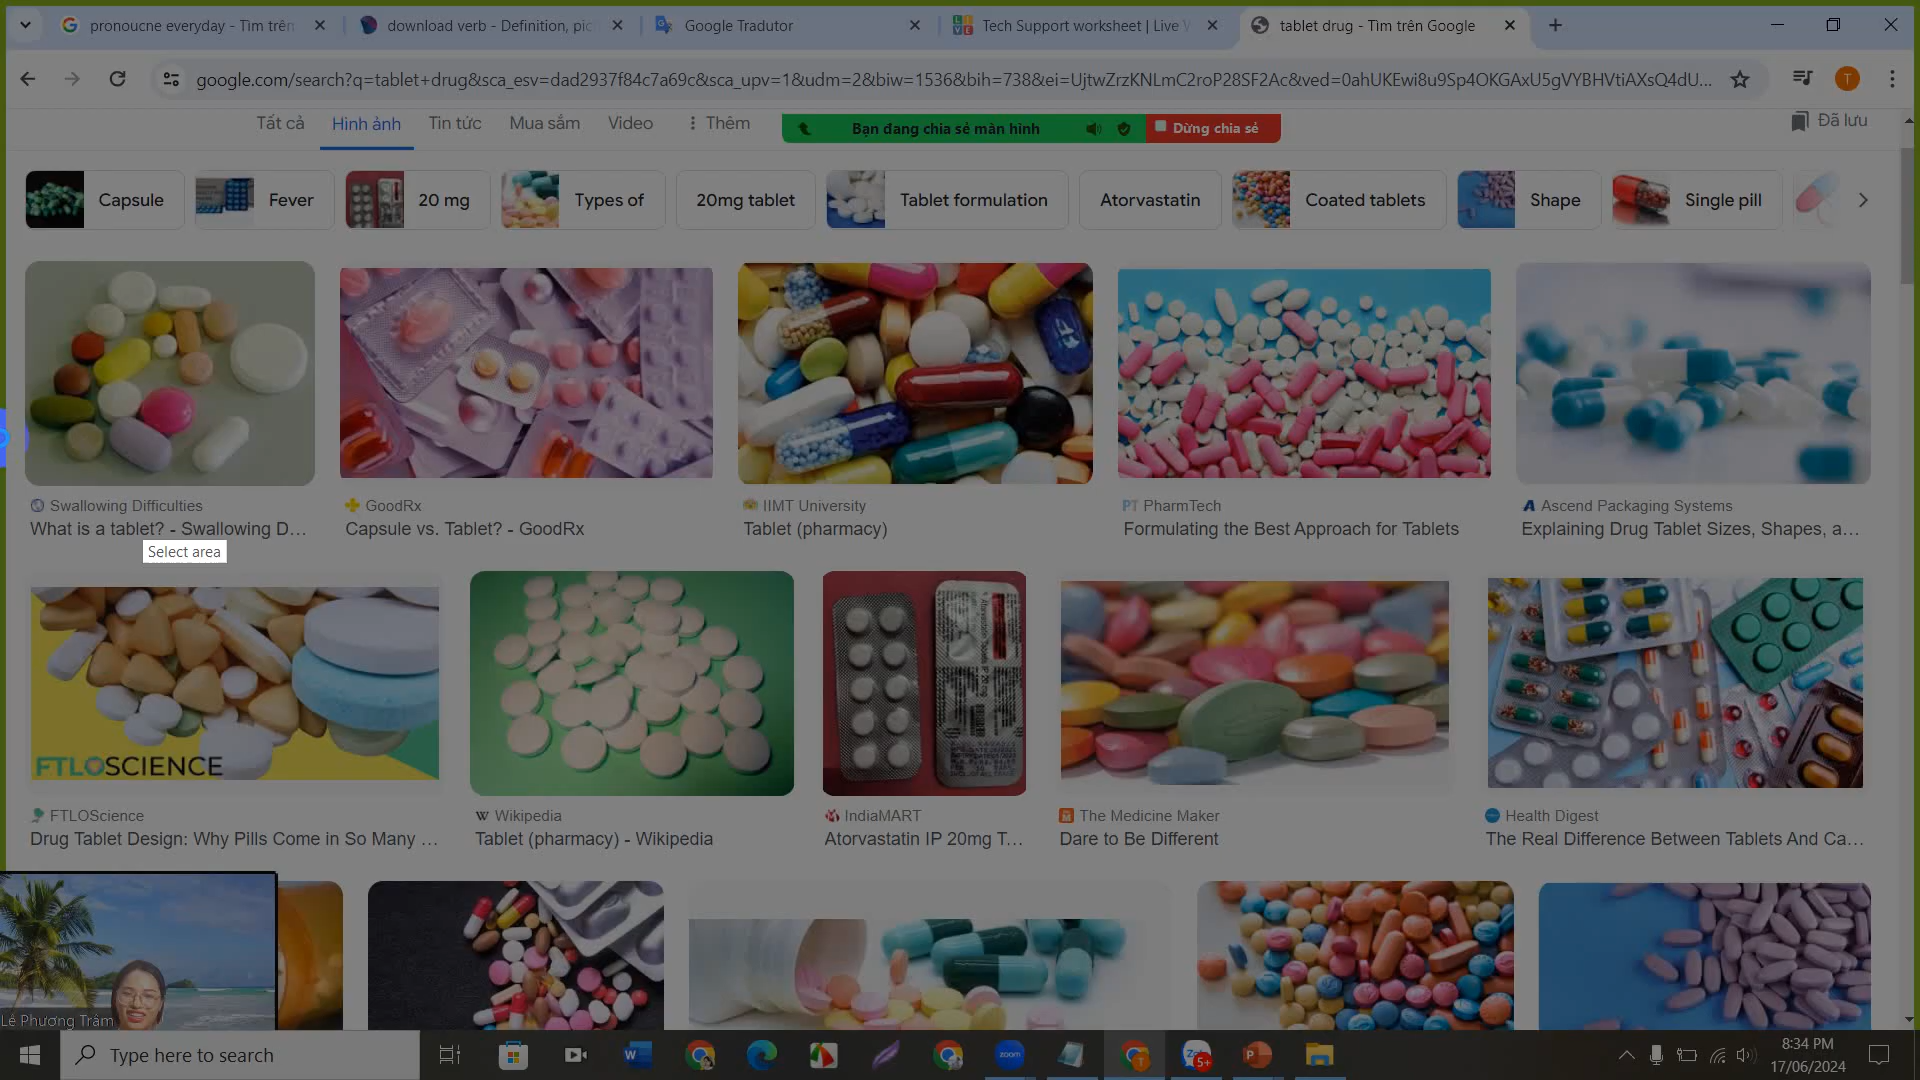 pronoucne everyday - Tìm trên
download verb - Definition, pic
Google Tradutor
Tech Support worksheet | Live
tablet drug - Tìm trên Google
google.com/search?q=tablet+drug&sca_esv=dad2937f84c7a69c&sca_upv=1&udm=2&biw=1536&bih=738&ei=UjtwZrzKNLmC2roP28SF2Ac&ved=0ahUKEwi8u9Sp4OKGAxU5gVYBHVtiAXsQ4dU...
T
Tất cả
Hình ảnh
Tin tức
Mua sắm
Video
Thêm
Bạn đang chia sẻ màn hình
Dừng chia sẻ
Đã lưu
Capsule
Fever
20 mg
Types of
20mg tablet
Tablet formulation
Atorvastatin
Coated tablets
Shape
Single pill
Swallowing Difficulties
What is a tablet? - Swallowing D...
GoodRx
Capsule vs. Tablet? - GoodRx
IIMT University
Tablet (pharmacy)
PT PharmTech
Formulating the Best Approach for Tablets
Ascend Packaging Systems
Explaining Drug Tablet Sizes, Shapes, a...
Select area
FTLOSCIENCE
FTLOScience
Drug Tablet Design: Why Pills Come in So Many ...
W Wikipedia
Tablet (pharmacy) - Wikipedia
IndiaMART
Atorvastatin IP 20mg T...
The Medicine Maker
Dare to Be Different
Health Digest
The Real Difference Between Tablets And Ca...
Lê Phương Trâm
Type here to search
zoom
5+
8:34 PM
17/06/2024